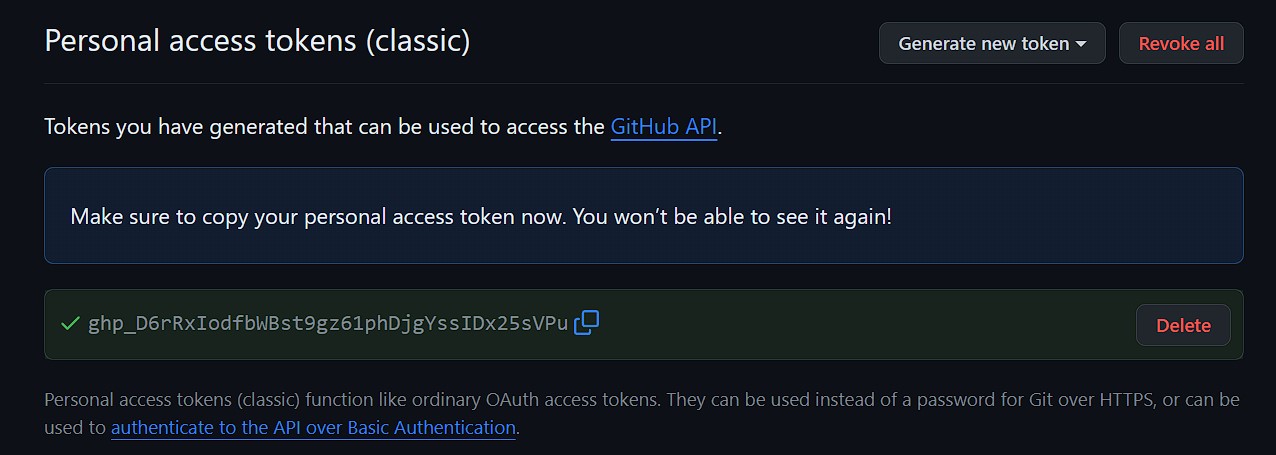 Personal access tokens (classic)
Generate new token
Revoke all
Tokens you have generated that can be used to access the GitHub API.
Make sure to copy your personal access token now. You won't be able to see it again!
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
Delete
Personal access tokens (classic) function like ordinary OAuth access tokens. They can be used instead of a password for Git over HTTPS, or can be
used to authenticate to the API over Basic Authentication.